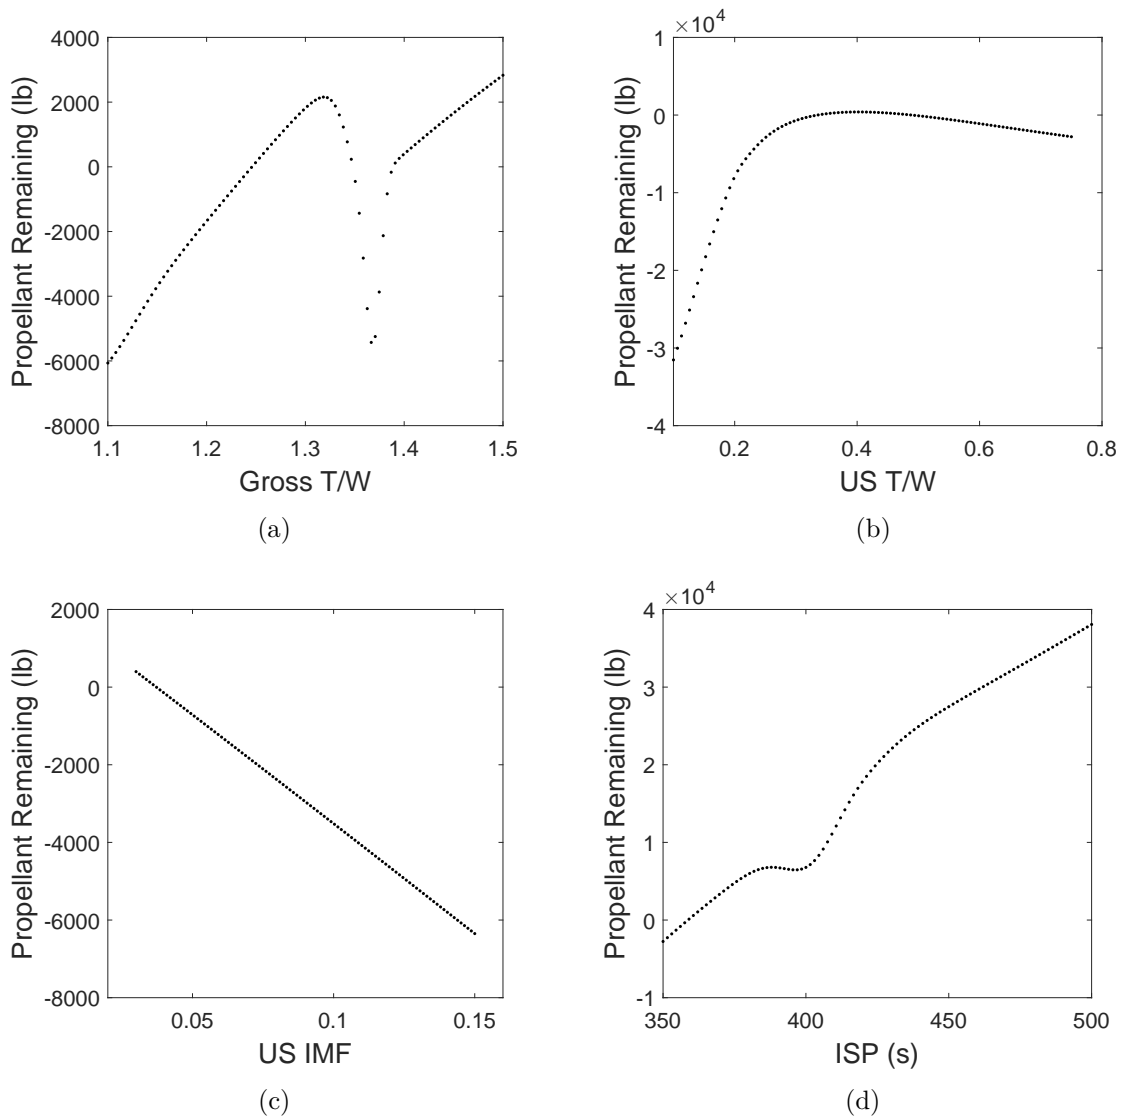 4000
2000
0
-2000
-4000
-6000
-8000
Propellant Remaining (lb)
1.1 1.2 1.3 1.4 1.5
Gross T/W
(a)
×10^4
1
0
-1
-2
-3
-4
Propellant Remaining (lb)
0.2 0.4 0.6 0.8
US T/W
(b)
2000
0
-2000
-4000
-6000
-8000
Propellant Remaining (lb)
0.05 0.1 0.15
US IMF
(c)
×10^4
4
3
2
1
0
-1
Propellant Remaining (lb)
350 400 450 500
ISP (s)
(d)